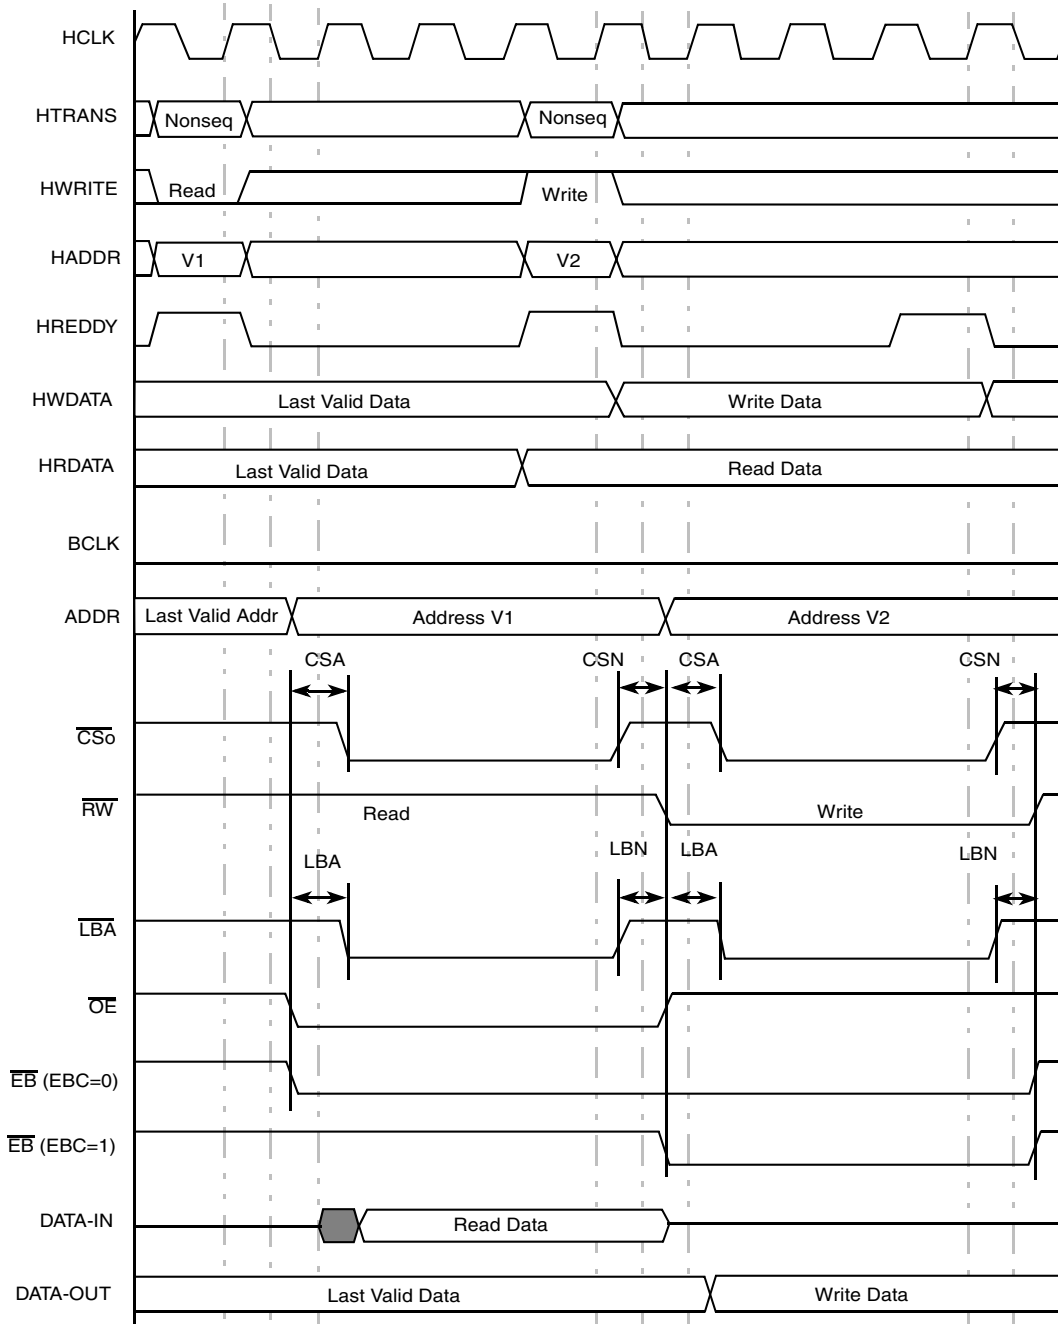 HCLK
HTRANS Nonseq Nonseq
HWRITE Read Write
HADDR V1 V2
HREDDY
HWDATA Last Valid Data Write Data
HRDATA Last Valid Data Read Data
BCLK
ADDR Last Valid Addr Address V1 Address V2
CSA CSN CSA CSN
CSo
RW Read Write
LBA LBN LBA LBN
LBA
OE
EB (EBC=0)
EB (EBC=1)
DATA-IN Read Data
DATA-OUT Last Valid Data Write Data